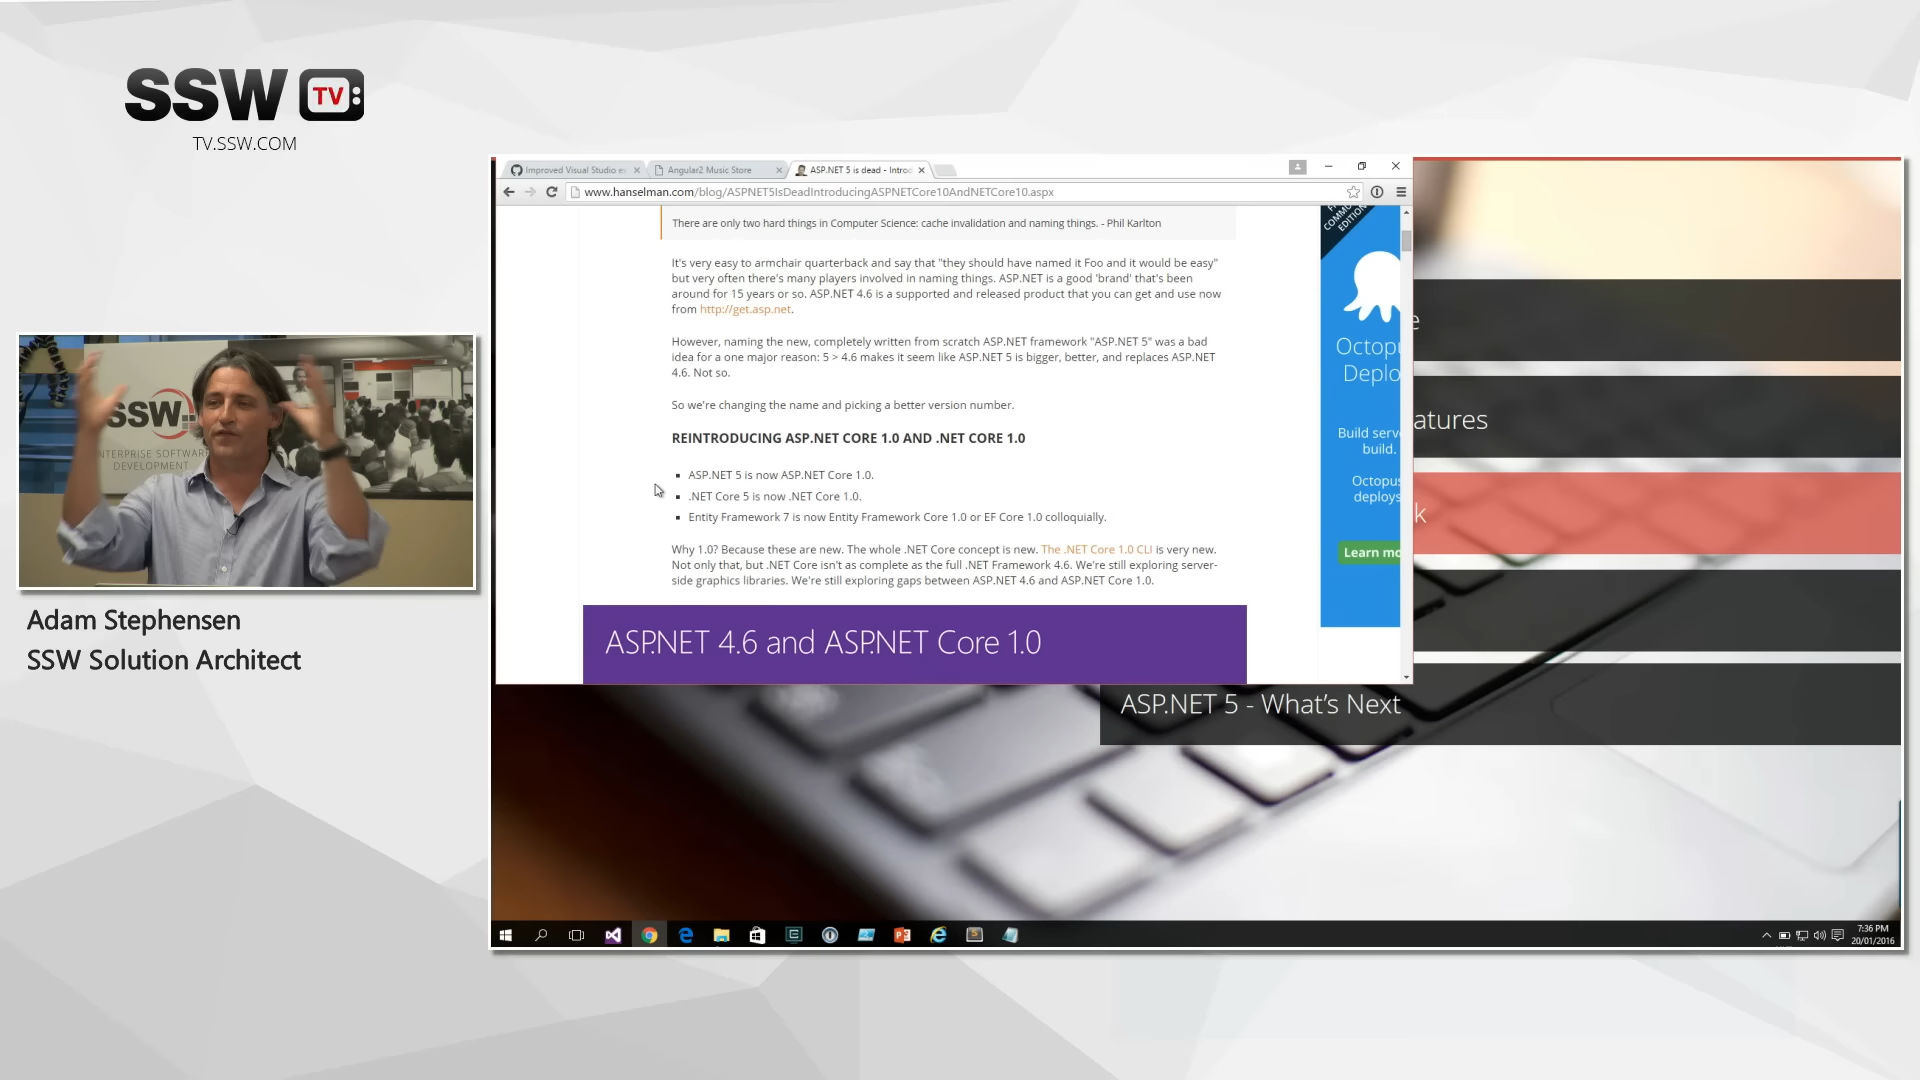 SSW TV:
TV.SSW.COM
SSW
ENTERPRISE SOFTWARE
DEVELOPMENT
Adam Stephensen
SSW Solution Architect
Improved Visual Studio ex
Angular2 Music Store
ASP.NET 5 is dead - Introd
www.hanselman.com/blog/ASPNET5IsDeadIntroducingASPNETCore10AndNETCore10.aspx
There are only two hard things in Computer Science: cache invalidation and naming things. - Phil Karlton
It's very easy to armchair quarterback and say that "they should have named it Foo and it would be easy"
but very often there's many players involved in naming things. ASP.NET is a good 'brand' that's been
around for 15 years or so. ASP.NET 4.6 is a supported and released product that you can get and use now
from http://get.asp.net.
However, naming the new, completely written from scratch ASP.NET framework "ASP.NET 5" was a bad
idea for a one major reason: 5 > 4.6 makes it seem like ASP.NET 5 is bigger, better, and replaces ASP.NET
4.6. Not so.
So we're changing the name and picking a better version number.
REINTRODUCING ASP.NET CORE 1.0 AND .NET CORE 1.0
ASP.NET 5 is now ASP.NET Core 1.0.
.NET Core 5 is now .NET Core 1.0.
Entity Framework 7 is now Entity Framework Core 1.0 or EF Core 1.0 colloquially.
Why 1.0? Because these are new. The whole .NET Core concept is new. The .NET Core 1.0 CLI is very new.
Not only that, but .NET Core isn't as complete as the full .NET Framework 4.6. We're still exploring server-
side graphics libraries. We're still exploring gaps between ASP.NET 4.6 and ASP.NET Core 1.0.
ASP.NET 4.6 and ASP.NET Core 1.0
COMMU
EDITION
Octop
Deplo
Build serv
build.
Octopus
deploys
Learn mo
e
atures
k
ASP.NET 5 - What's Next
7:36 PM
20/01/2016